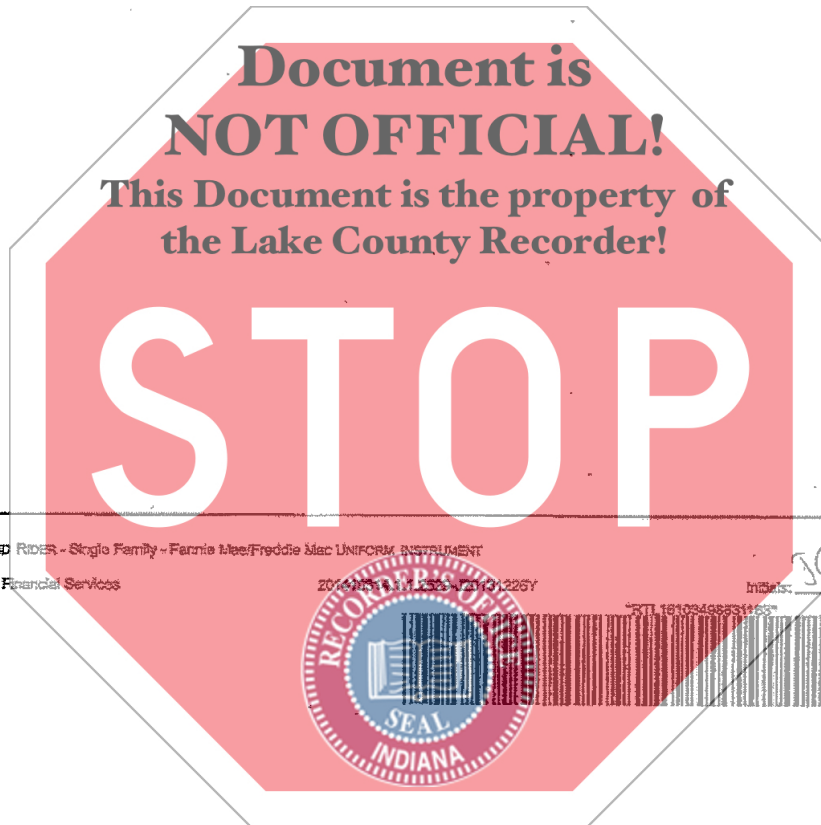 Document is
NOT OFFICIAL!
This Document is the property of
the Lake County Recorder!
STOP
RIDER - Single Family - Fannie Mae/Freddie Mac UNIFORM INSTRUMENT
Financial Services
Initials:
RECORDER'S OFFICE
SEAL
INDIANA